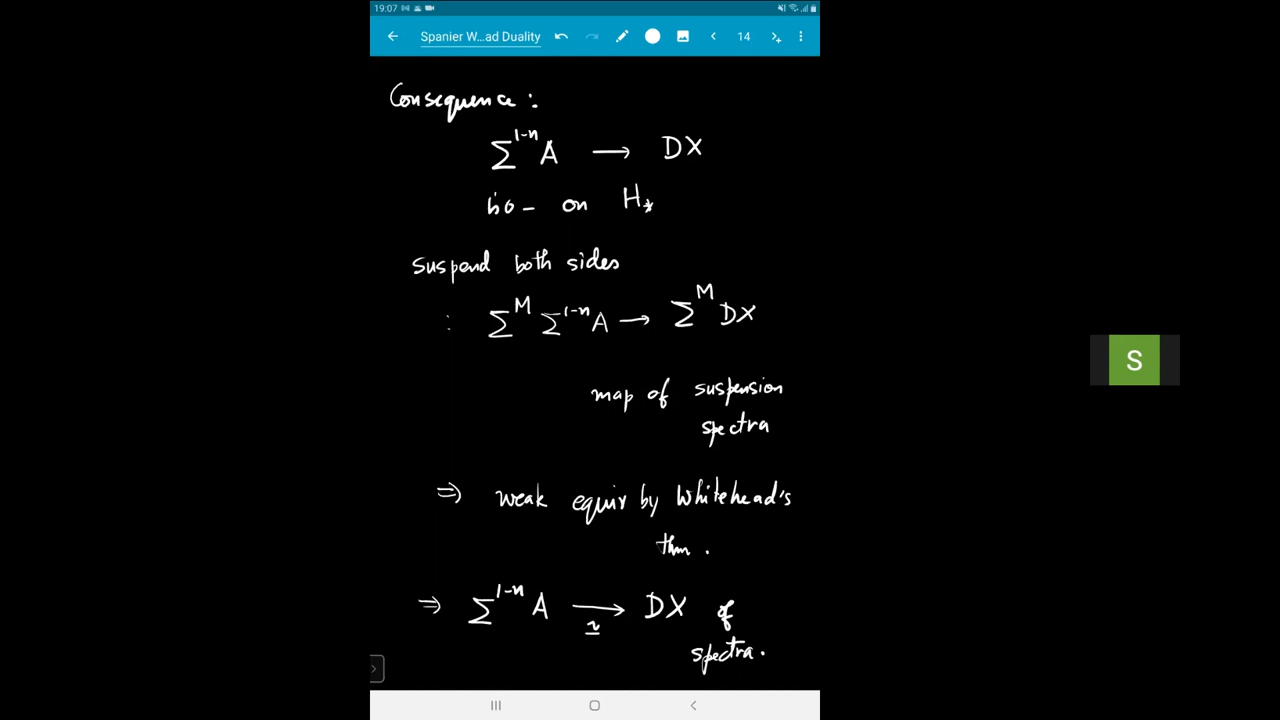 19:07
Spanier W...ad Duality
14
Consequence :
Σ^{1-n} A → DX
iso - on H_*
suspend both sides
: Σ^M Σ^{1-n} A → Σ^M DX
map of suspension
spectra
⇒ weak equiv by Whitehead's
thm .
⇒ Σ^{1-n} A →_≃ DX of
spectra.
S